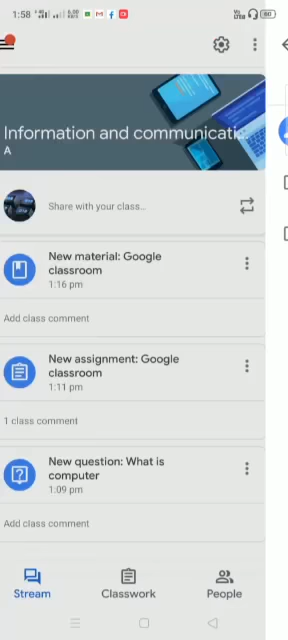 1:58
80
Information and communicatic
A
Share with your class...
New material: Google
classroom
1:16 pm
Add class comment
New assignment: Google
classroom
1:11 pm
1 class comment
New question: What is
computer
1:09 pm
Add class comment
Stream
Classwork
People